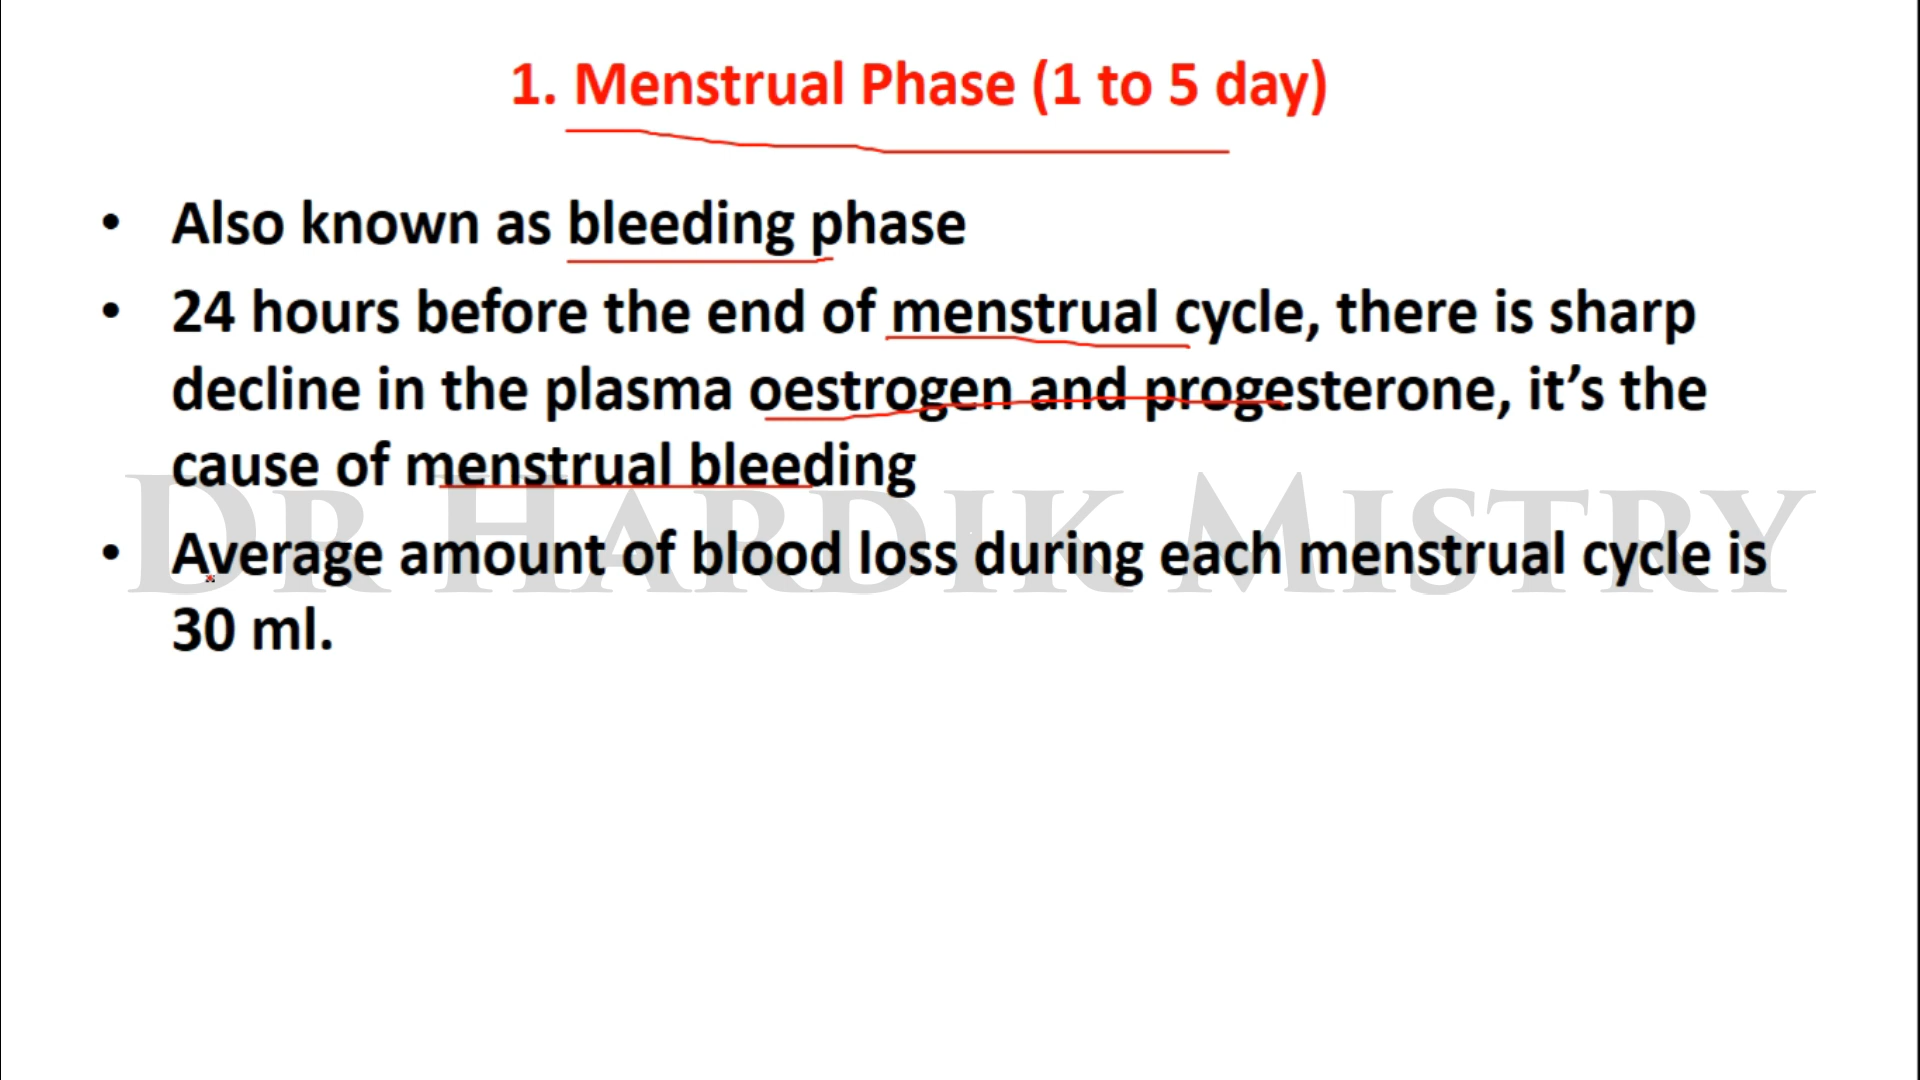 1. Menstrual Phase (1 to 5 day)
• Also known as bleeding phase
• 24 hours before the end of menstrual cycle, there is sharp
decline in the plasma oestrogen and progesterone, it’s the
cause of menstrual bleeding
DR HARDIK MISTRY
• Average amount of blood loss during each menstrual cycle is
30 ml.